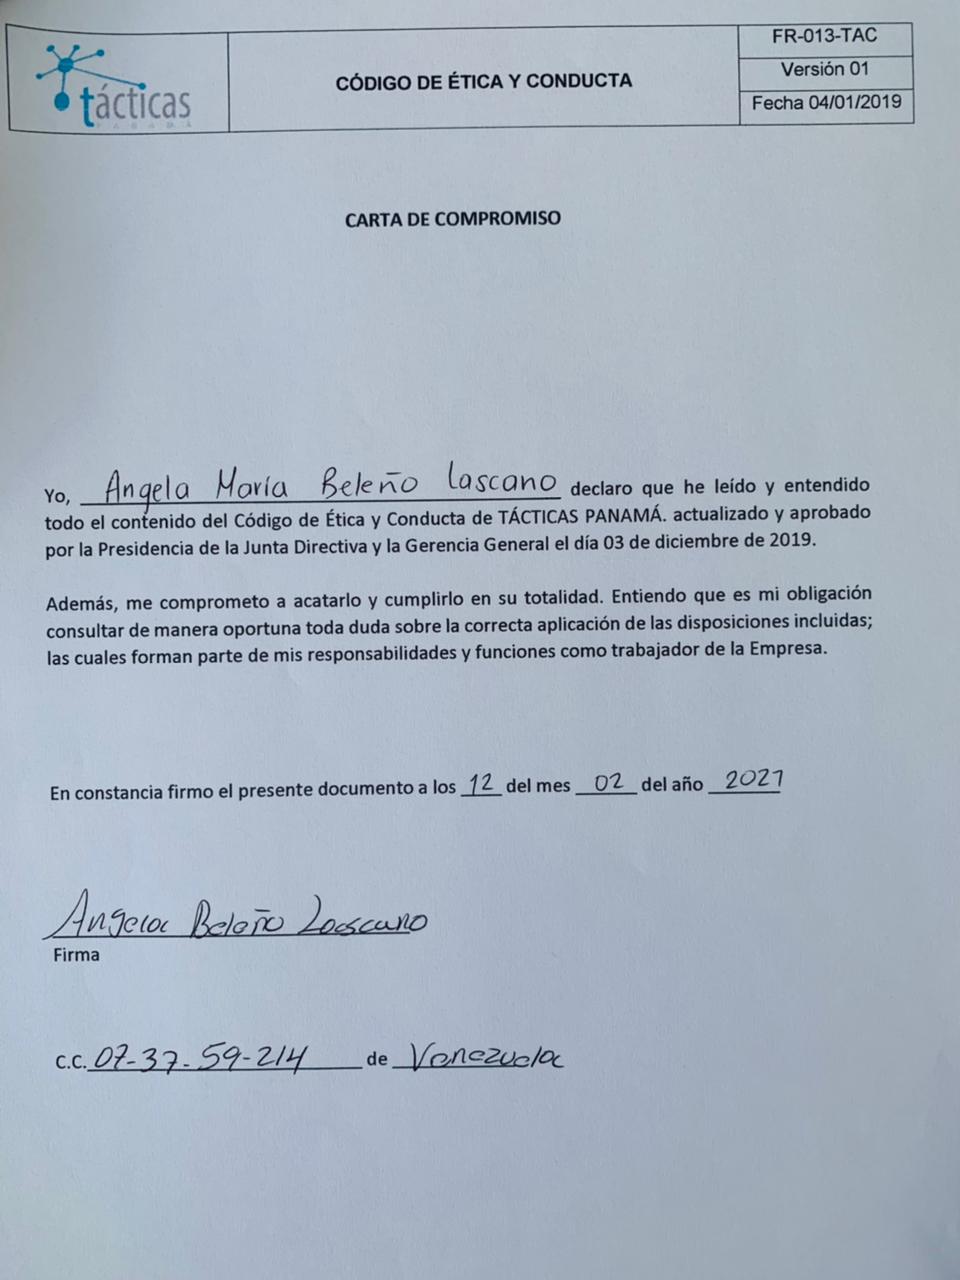 tácticas
PANAMÁ
CÓDIGO DE ÉTICA Y CONDUCTA
FR-013-TAC
Versión 01
Fecha 04/01/2019
CARTA DE COMPROMISO
Yo, Angela María Beleño Lascano declaro que he leído y entendido
todo el contenido del Código de Ética y Conducta de TÁCTICAS PANAMÁ. actualizado y aprobado
por la Presidencia de la Junta Directiva y la Gerencia General el día 03 de diciembre de 2019.
Además, me comprometo a acatarlo y cumplirlo en su totalidad. Entiendo que es mi obligación
consultar de manera oportuna toda duda sobre la correcta aplicación de las disposiciones incluidas;
las cuales forman parte de mis responsabilidades y funciones como trabajador de la Empresa.
En constancia firmo el presente documento a los 12 del mes 02 del año 2021
Angela Beleño Lascano
Firma
C.C. 07-37-59-214 de Venezuela